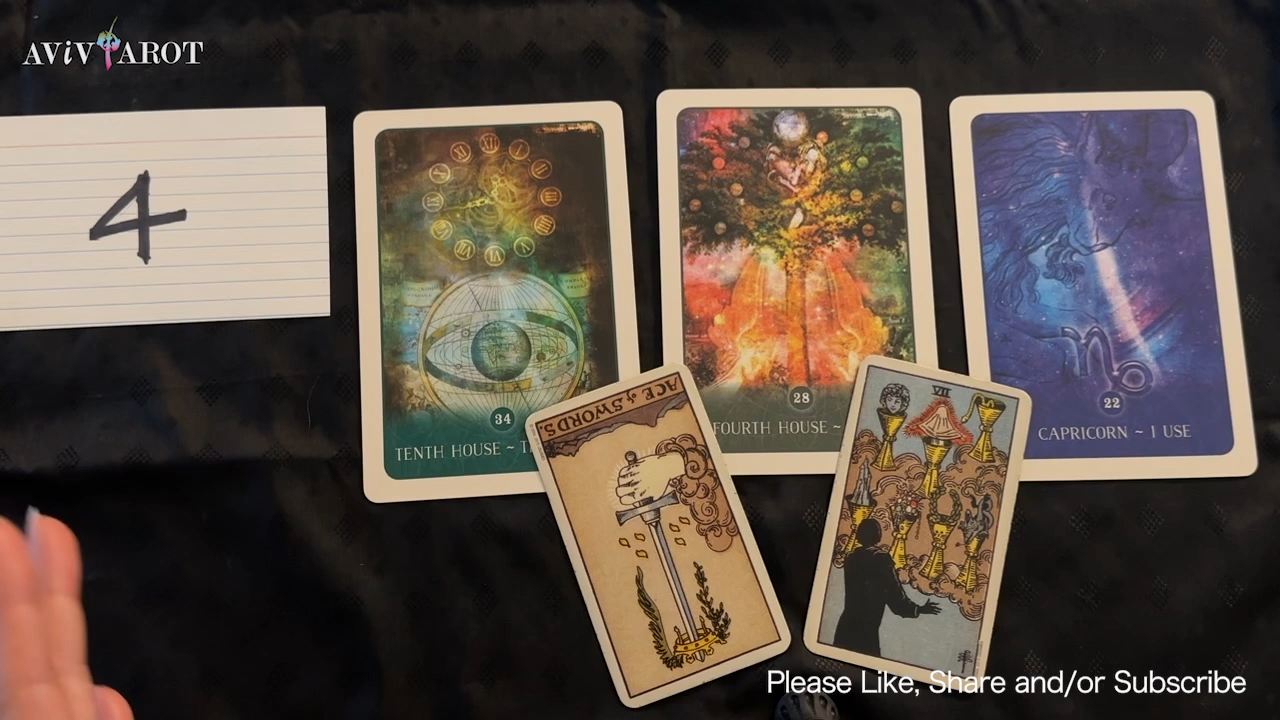 AViVTAROT
4
34
TENTH HOUSE ~
28
FOURTH HOUSE ~
22
CAPRICORN ~ I USE
ACE of SWORDS.
VII
Please Like, Share and/or Subscribe